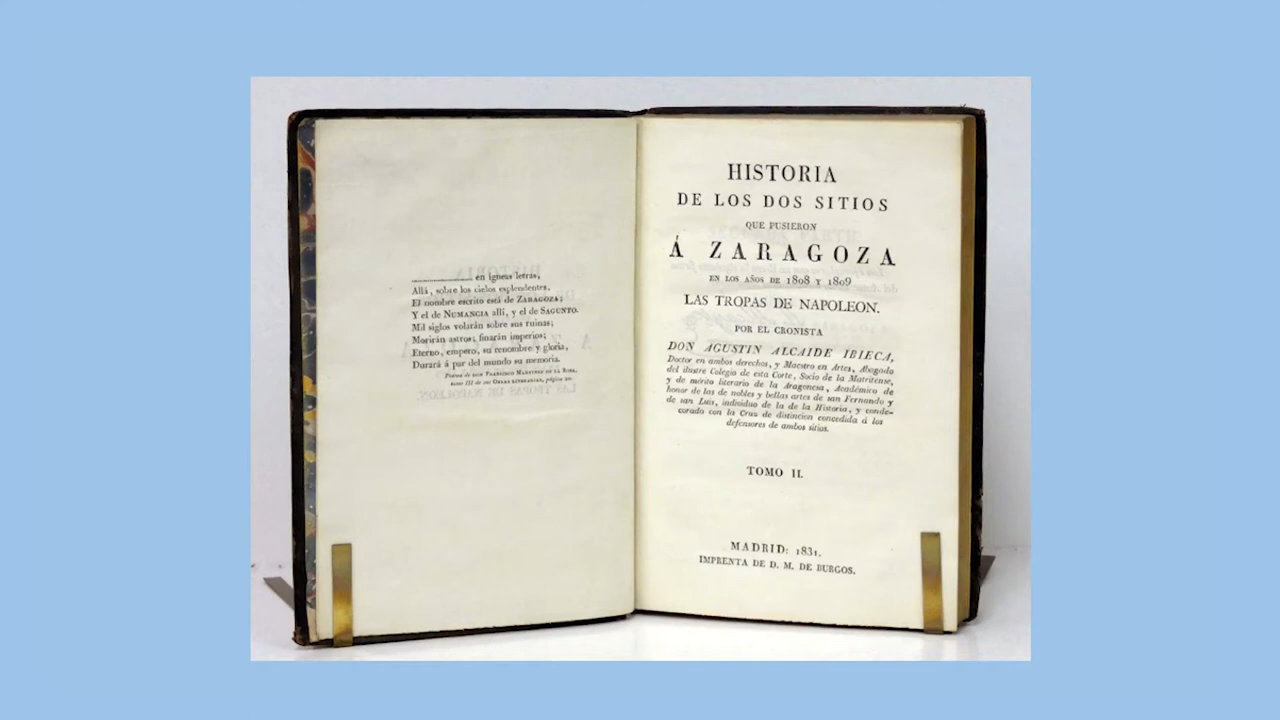 en ígneas letras,
Allá, sobre los cielos esplendentes,
El nombre escrito está de ZARAGOZA;
Y el de NUMANCIA allí, y el de SAGUNTO.
Mil siglos volarán sobre sus ruinas;
Morirán astros; finarán imperios;
Eterno, empero, su renombre y gloria,
Durará á par del mundo su memoria.
Poema de DON FRANCISCO MARTINEZ DE LA ROSA,
tomo III de sus OBRAS LITERARIAS, página
HISTORIA
DE LOS DOS SITIOS
QUE PUSIERON
Á ZARAGOZA
EN LOS AÑOS DE 1808 Y 1809
LAS TROPAS DE NAPOLEON.
POR EL CRONISTA
DON AGUSTIN ALCAIDE IBIECA,
Doctor en ambos derechos, y Maestro en Artes, Abogado
del ilustre Colegio de esta Corte, Socio de la Matritense,
y de mérito literario de la Aragonesa, Académico de
honor de las de nobles y bellas artes de san Fernando y
de san Luis, individuo de la de la Historia, y conde-
corado con la Cruz de distincion concedida á los
defensores de ambos sitios.
TOMO II.
MADRID: 1831.
IMPRENTA DE D. M. DE BURGOS.